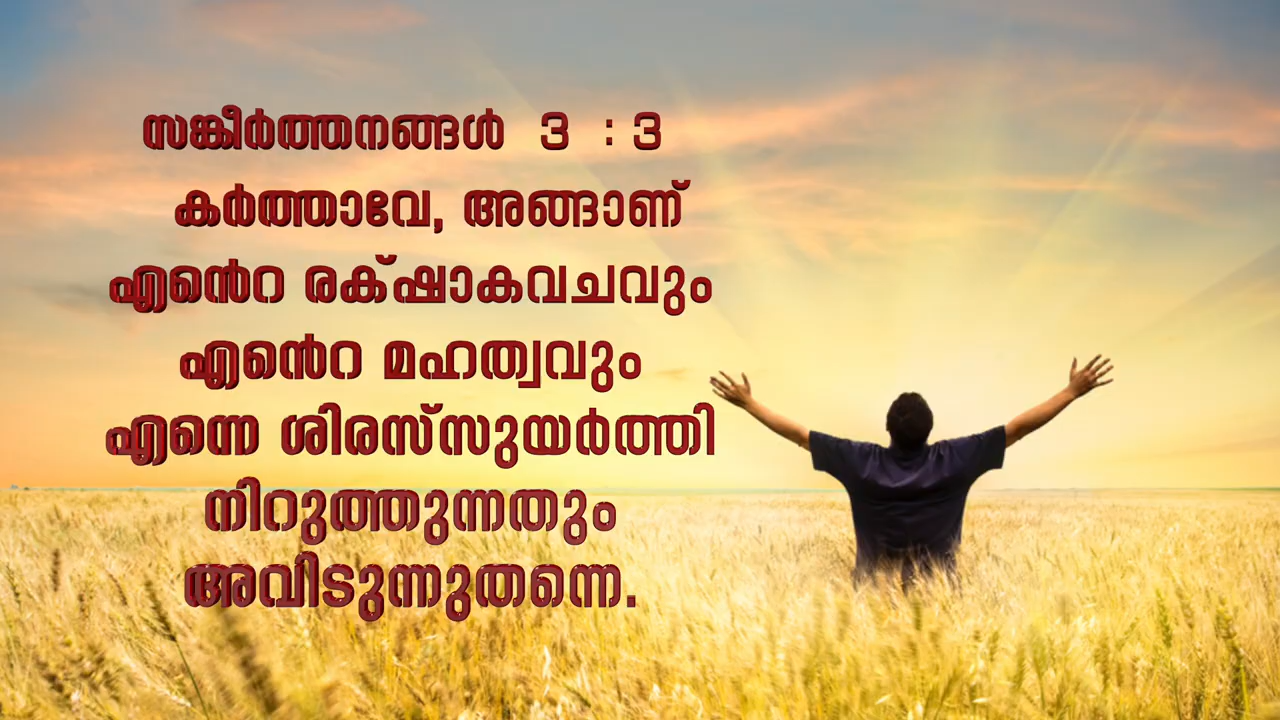 സങ്കീർത്തനങ്ങൾ 3 : 3
കർത്താവേ, അങ്ങാണ്
എൻെറ രക്‌ഷാകവചവും
എൻെറ മഹത്വവും
എന്നെ ശിരസ്‌സുയർത്തി
നിറുത്തുന്നതും
അവിടുന്നുതന്നെ.